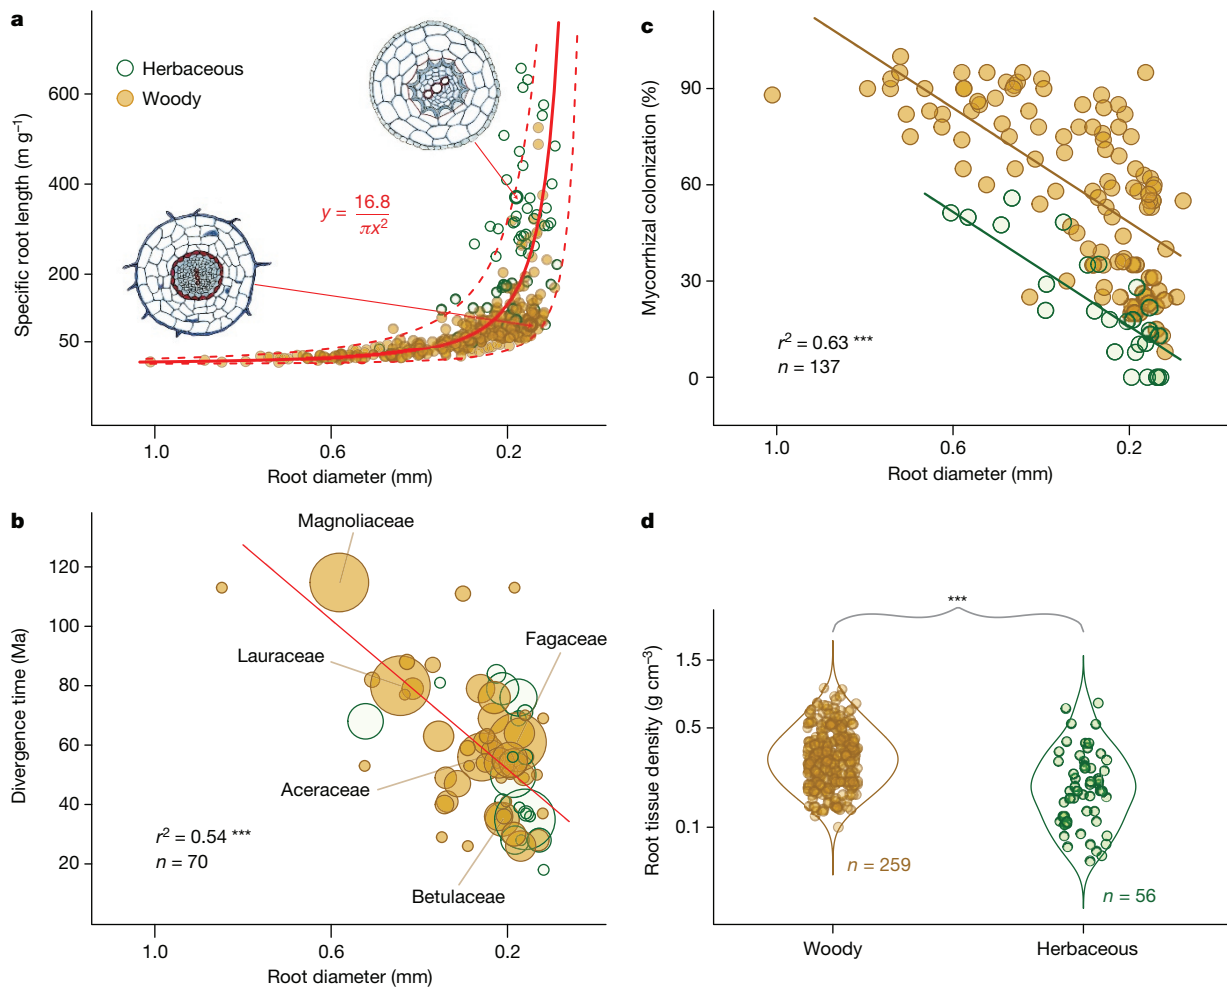 a
Herbaceous
Woody
Specific root length (m g⁻¹)
600
400
200
50
y = 16.8 / πx²
1.0
0.6
0.2
Root diameter (mm)
c
Mycorrhizal colonization (%)
90
60
30
0
r² = 0.63 ***
n = 137
1.0
0.6
0.2
Root diameter (mm)
b
Divergence time (Ma)
120
100
80
60
40
20
Magnoliaceae
Fagaceae
Lauraceae
Aceraceae
Betulaceae
r² = 0.54 ***
n = 70
1.0
0.6
0.2
Root diameter (mm)
d
Root tissue density (g cm⁻³)
1.5
0.5
0.1
***
n = 259
n = 56
Woody
Herbaceous